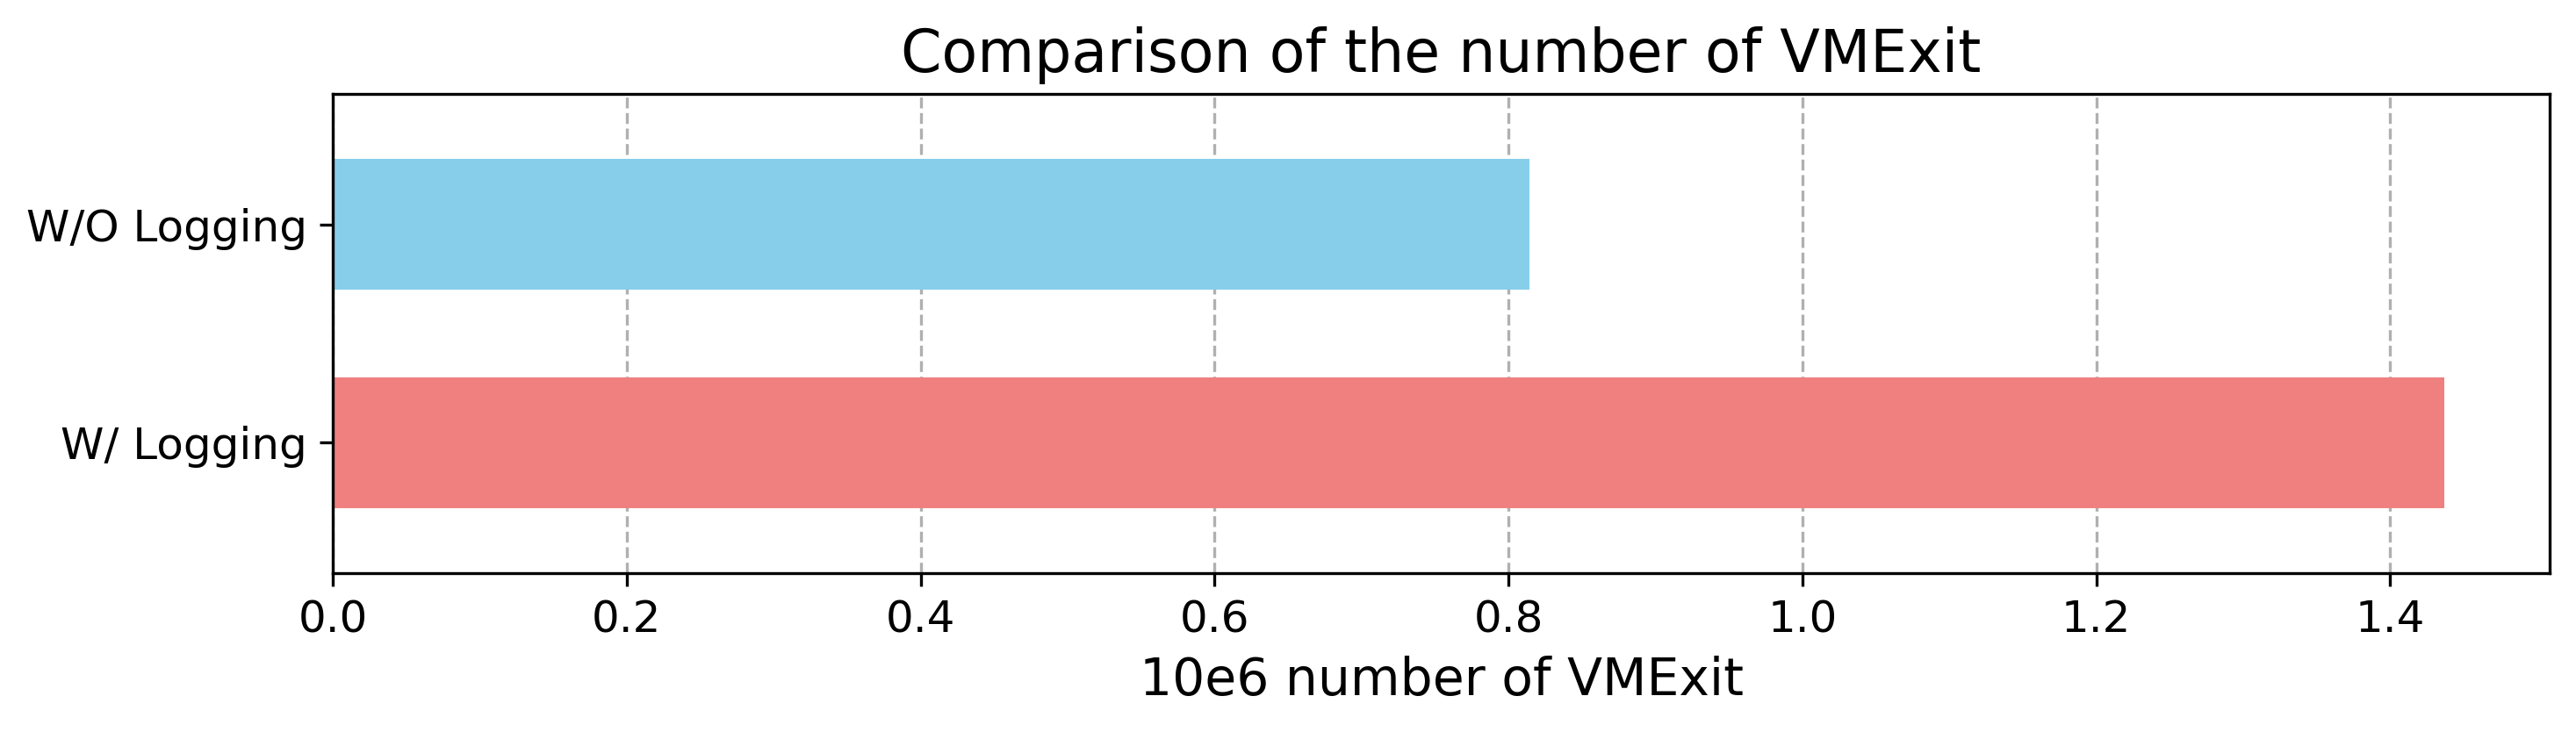 Comparison of the number of VMExit
W/O Logging
W/ Logging
0.0 0.2 0.4 0.6 0.8 1.0 1.2 1.4
10e6 number of VMExit